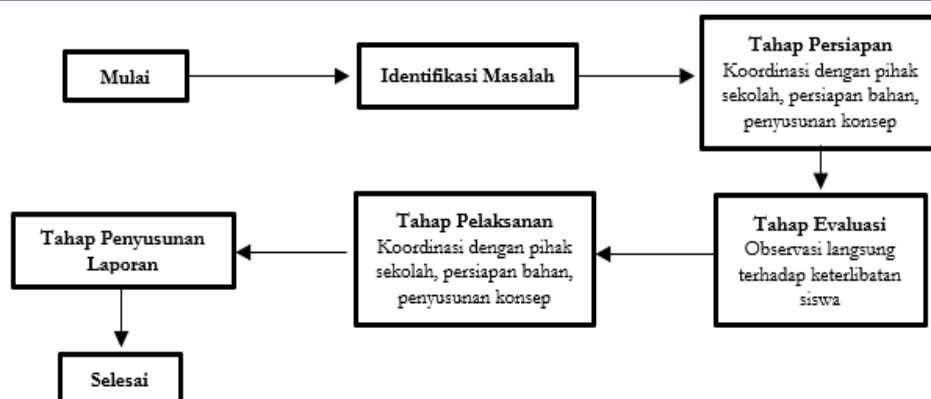 Mulai
Identifikasi Masalah
Tahap Persiapan
Koordinasi dengan pihak
sekolah, persiapan bahan,
penyusunan konsep
Tahap Evaluasi
Observasi langsung
terhadap keterlibatan
siswa
Tahap Pelaksanan
Koordinasi dengan pihak
sekolah, persiapan bahan,
penyusunan konsep
Tahap Penyusunan
Laporan
Selesai